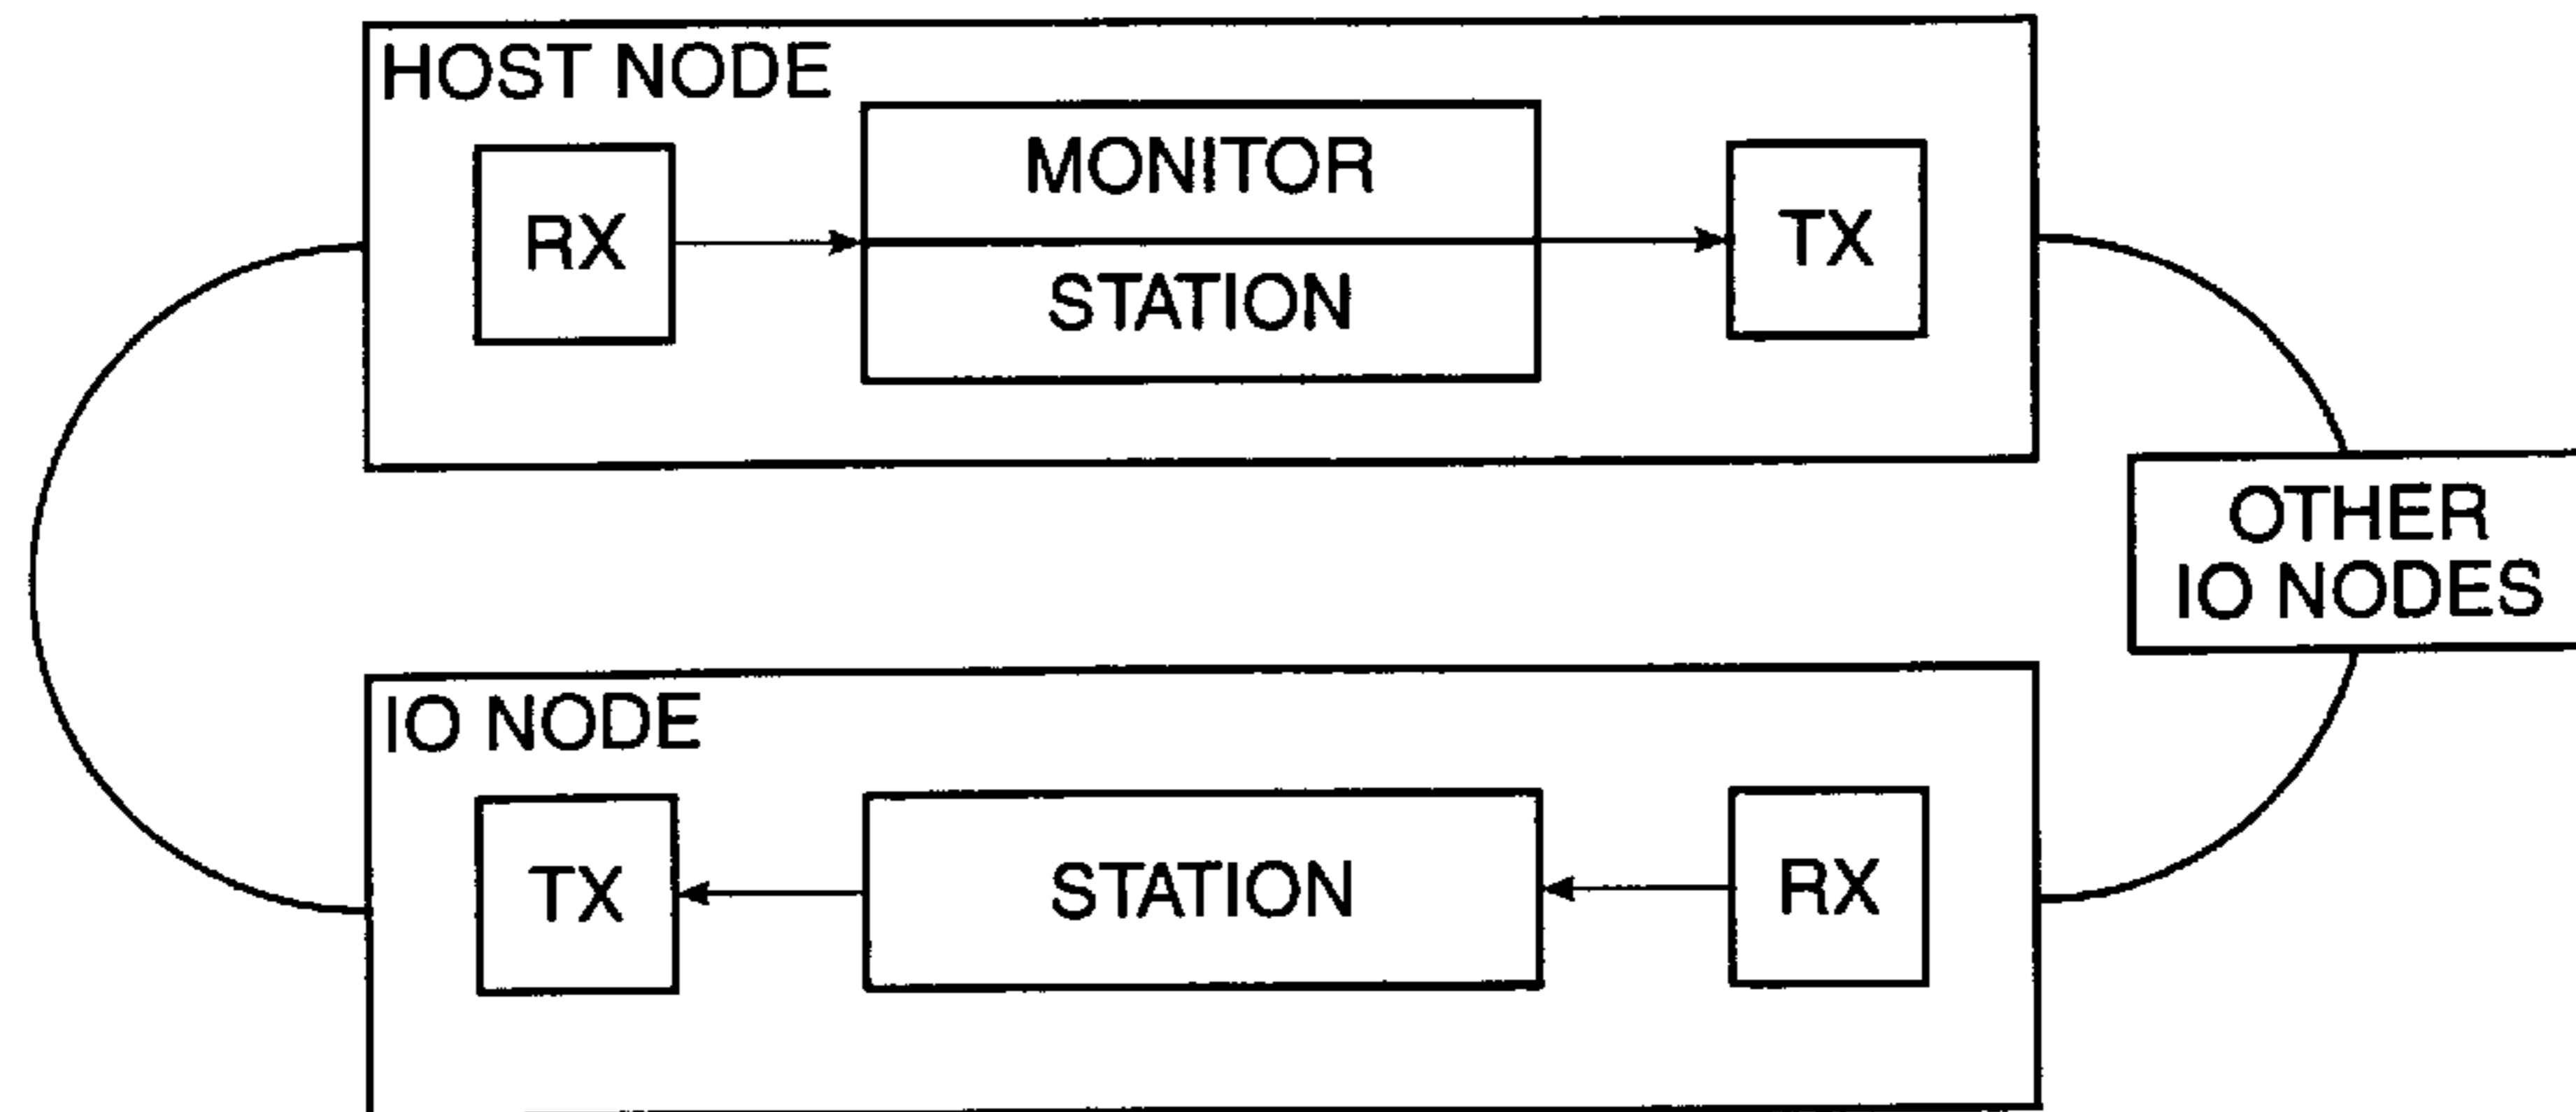 HOST NODE
RX
MONITOR
STATION
TX
OTHER
IO NODES
IO NODE
TX
STATION
RX